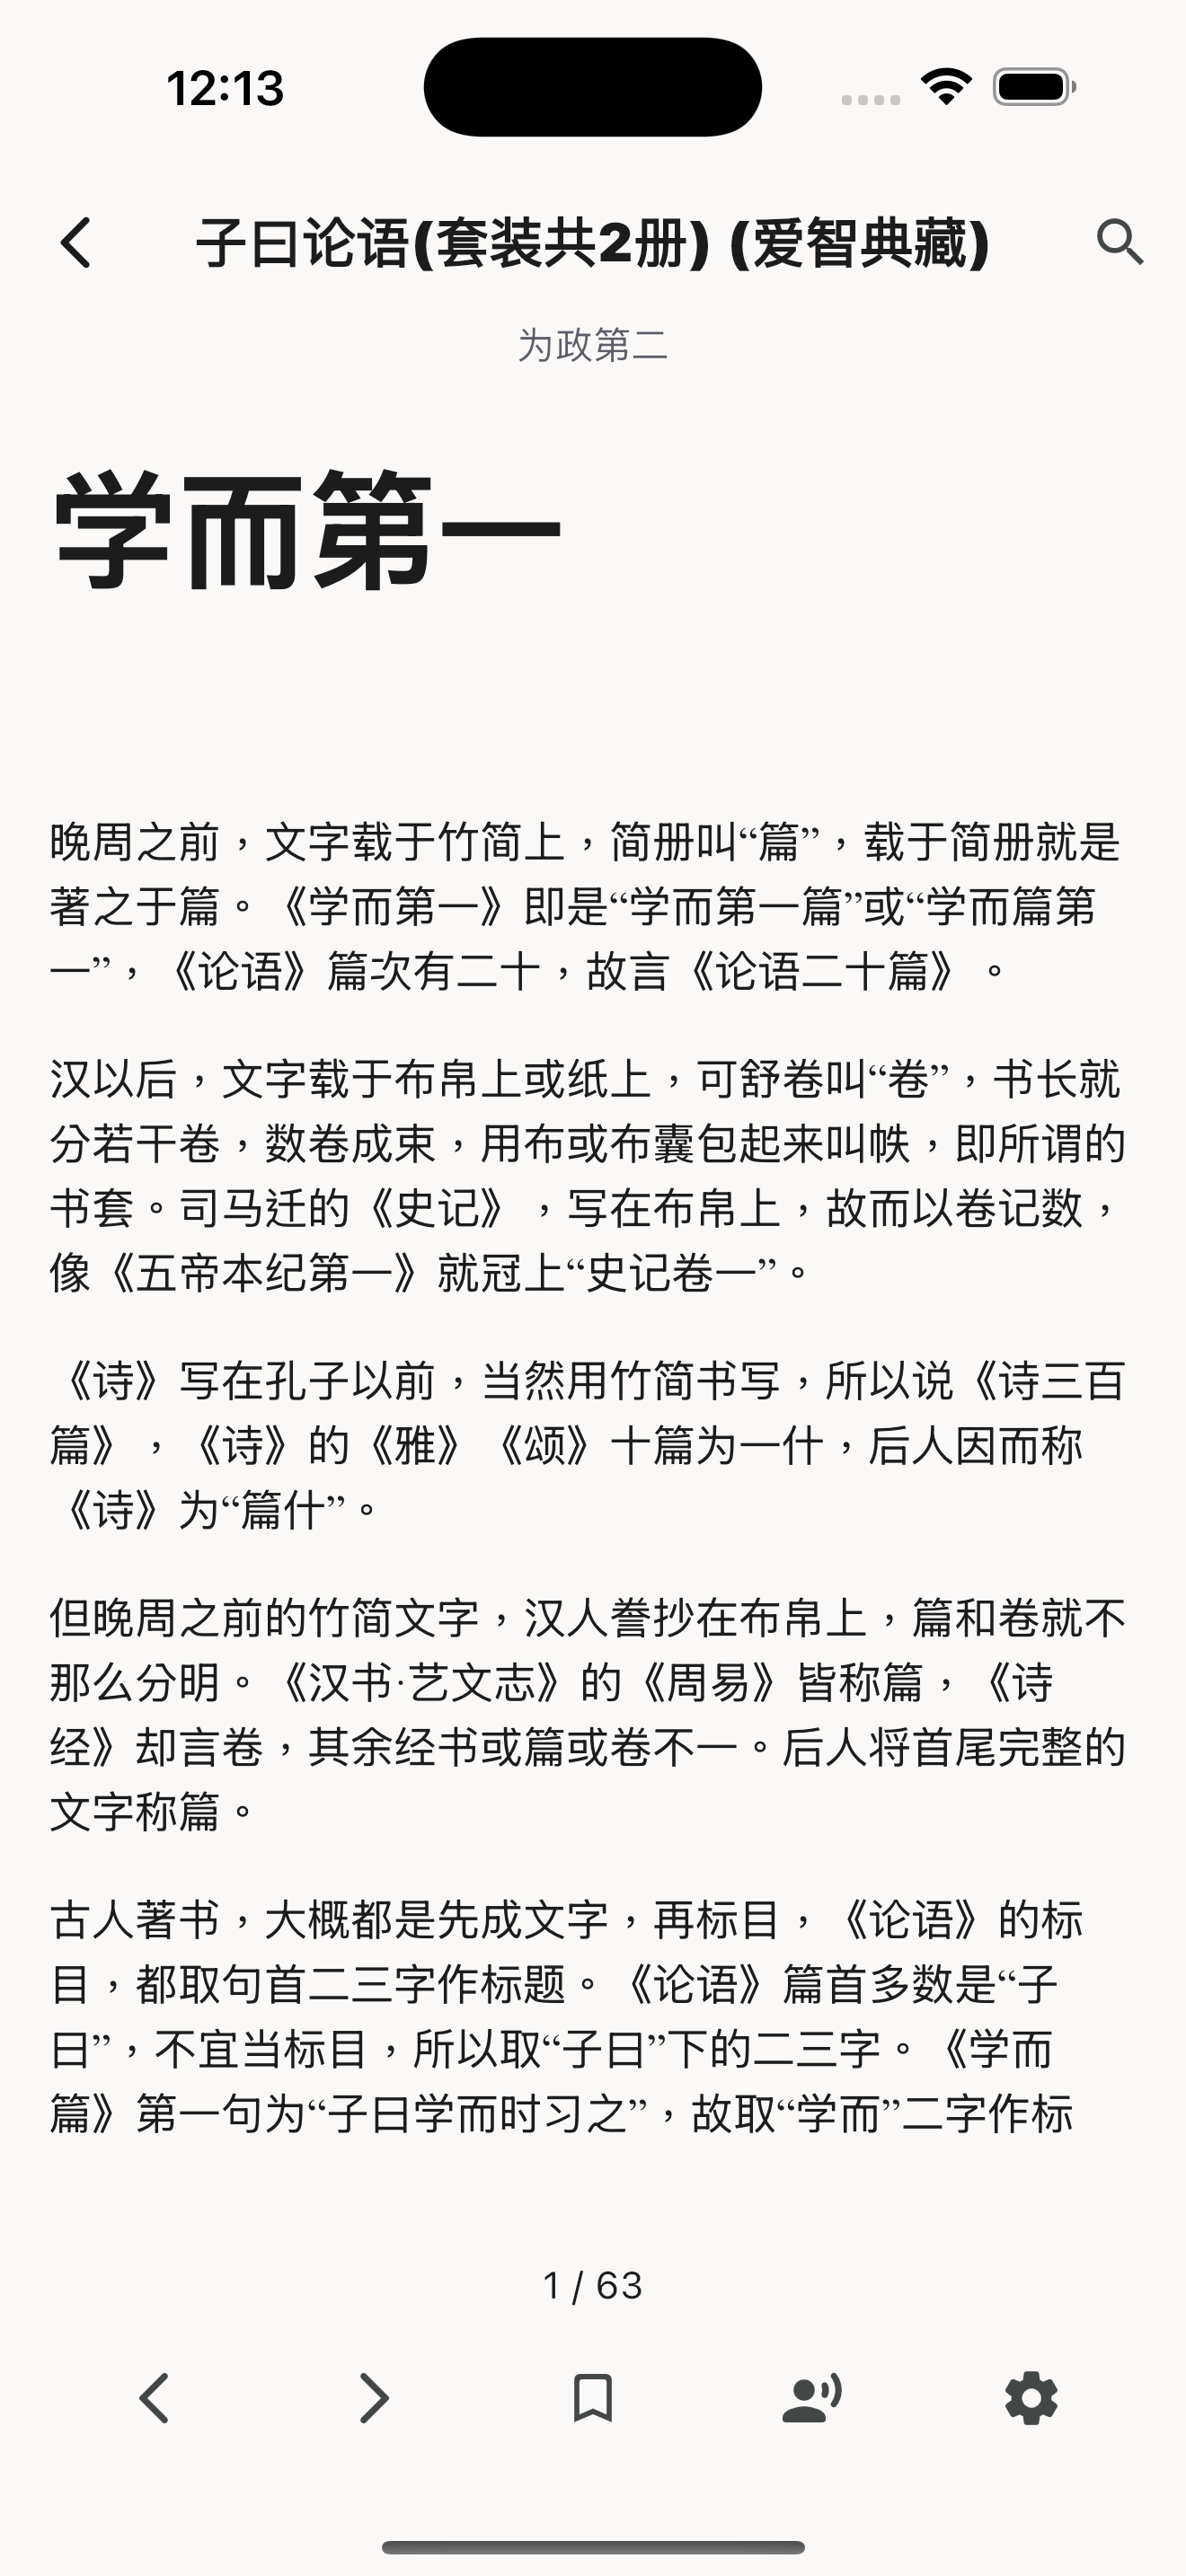 12:13
子曰论语(套装共2册) (爱智典藏)
为政第二
学而第一
晚周之前，文字载于竹简上，简册叫“篇”，载于简册就是
著之于篇。《学而第一》即是“学而第一篇”或“学而篇第
一”，《论语》篇次有二十，故言《论语二十篇》。
汉以后，文字载于布帛上或纸上，可舒卷叫“卷”，书长就
分若干卷，数卷成束，用布或布囊包起来叫帙，即所谓的
书套。司马迁的《史记》，写在布帛上，故而以卷记数，
像《五帝本纪第一》就冠上“史记卷一”。
《诗》写在孔子以前，当然用竹简书写，所以说《诗三百
篇》，《诗》的《雅》《颂》十篇为一什，后人因而称
《诗》为“篇什”。
但晚周之前的竹简文字，汉人誊抄在布帛上，篇和卷就不
那么分明。《汉书·艺文志》的《周易》皆称篇，《诗
经》却言卷，其余经书或篇或卷不一。后人将首尾完整的
文字称篇。
古人著书，大概都是先成文字，再标目，《论语》的标
目，都取句首二三字作标题。《论语》篇首多数是“子
曰”，不宜当标目，所以取“子曰”下的二三字。《学而
篇》第一句为“子曰学而时习之”，故取“学而”二字作标
1 / 63